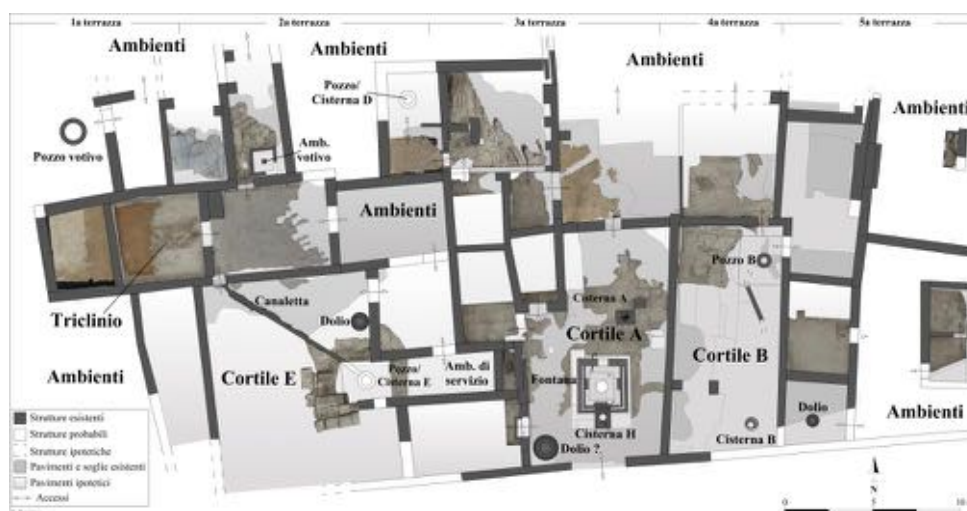 1a terrazza 2a terrazza 3a terrazza 4a terrazza 5a terrazza
Ambienti
Ambienti
Ambienti
Pozzo/
Cisterna D
Ambienti
Pozzo votivo
Amb.
votivo
Ambienti
Pozzo B
Triclinio
Canaletta
Dolio
Cisterna A
Cortile A
Cortile B
Ambienti
Cortile E
Pozzo/
Cisterna E
Amb. di
servizio
Fontana
Dolio
Ambienti
Cisterna H
Cisterna B
Dolio ?
Strutture esistenti
Strutture probabili
Strutture ipotetiche
Pavimenti e soglie esistenti
Pavimenti ipotetici
Accessi
N
0 5 10